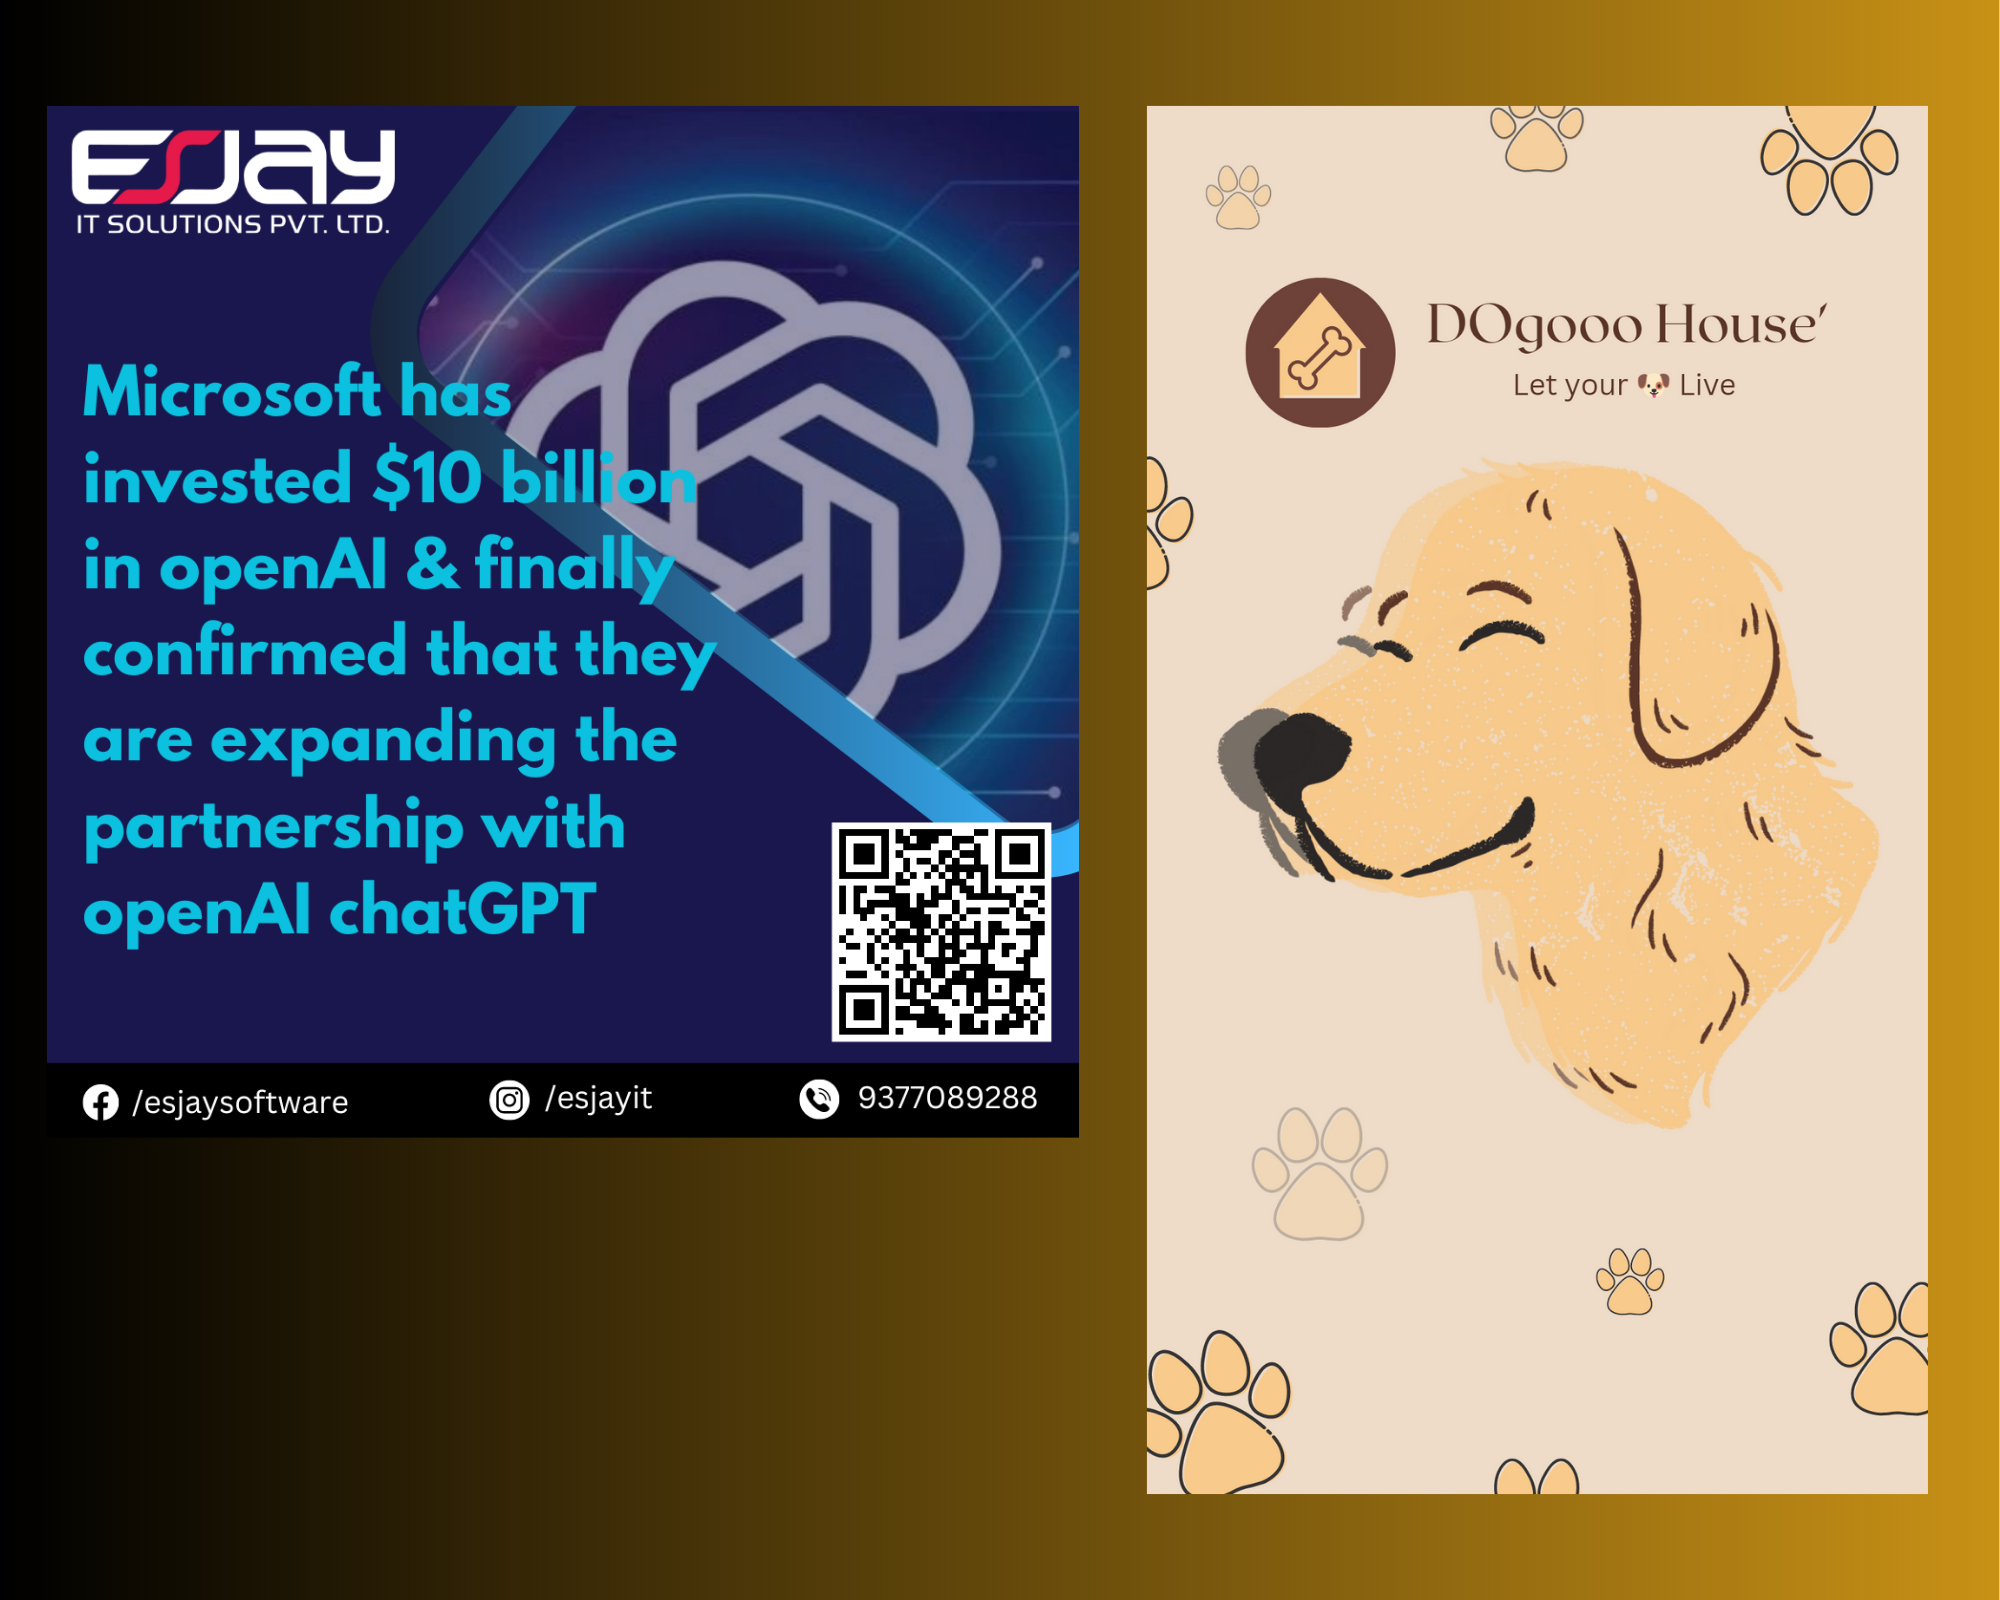 ESJay
IT SOLUTIONS PVT. LTD.
Microsoft has
invested $10 billion
in openAI & finally
confirmed that they
are expanding the
partnership with
openAI chatGPT
/esjaysoftware
/esjayit
9377089288
DOgooo House'
Let your 🐶 Live